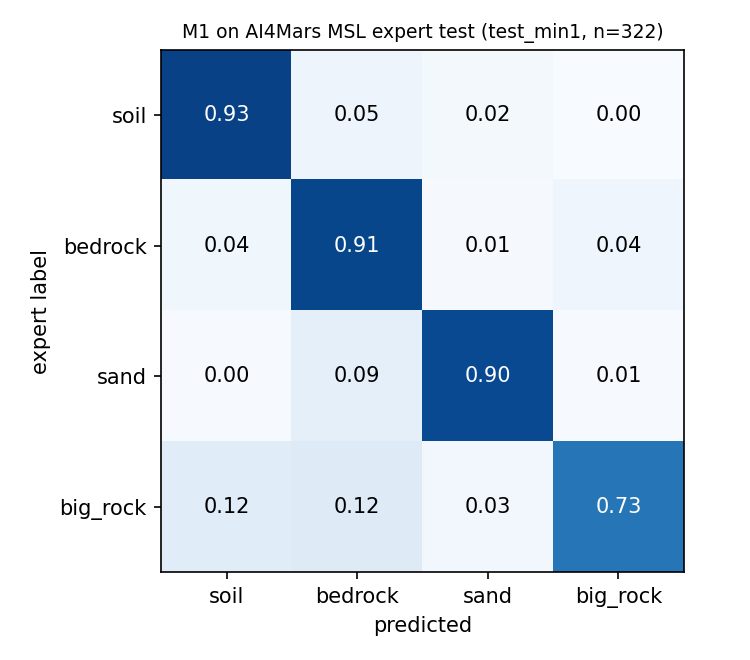 M1 on AI4Mars MSL expert test (test_min1, n=322)
soil 0.93 0.05 0.02 0.00
bedrock 0.04 0.91 0.01 0.04
sand 0.00 0.09 0.90 0.01
big_rock 0.12 0.12 0.03 0.73
expert label
soil bedrock sand big_rock
predicted